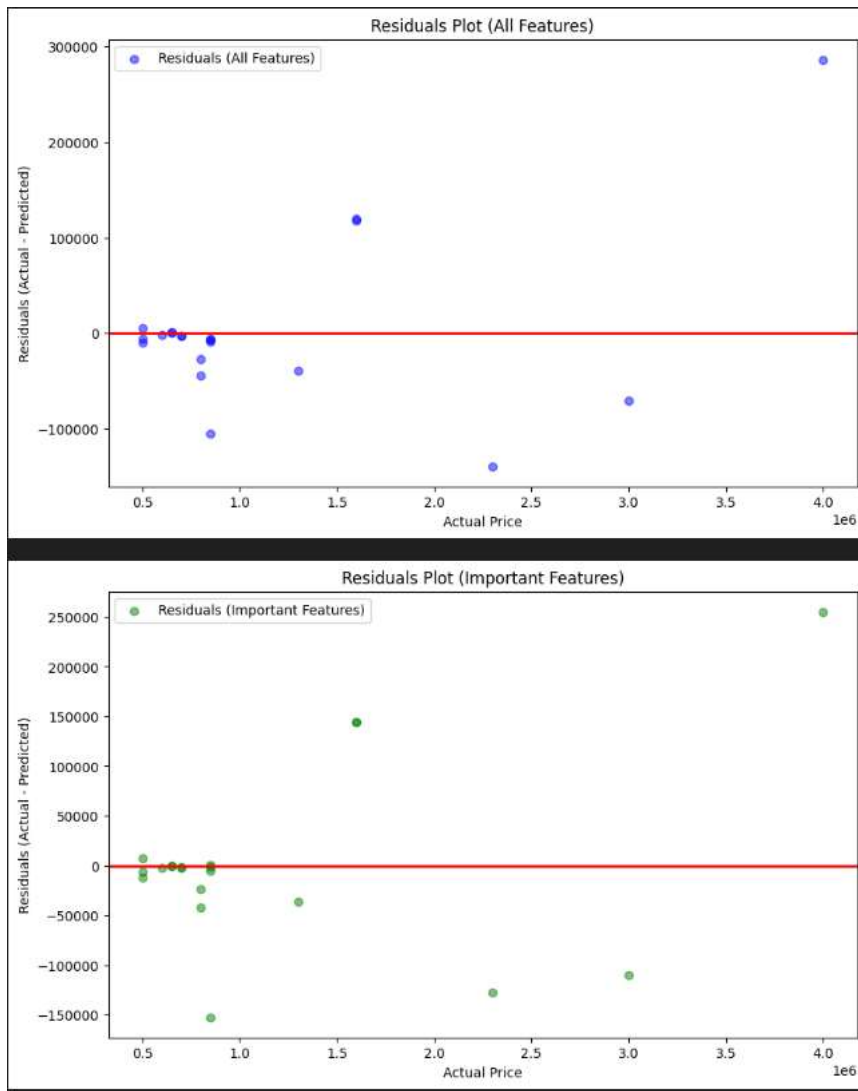 Residuals Plot (All Features)
Residuals (All Features)
300000
200000
100000
0
−100000
Residuals (Actual - Predicted)
0.5 1.0 1.5 2.0 2.5 3.0 3.5 4.0
1e6
Actual Price
Residuals Plot (Important Features)
Residuals (Important Features)
250000
200000
150000
100000
50000
0
−50000
−100000
−150000
Residuals (Actual - Predicted)
0.5 1.0 1.5 2.0 2.5 3.0 3.5 4.0
1e6
Actual Price